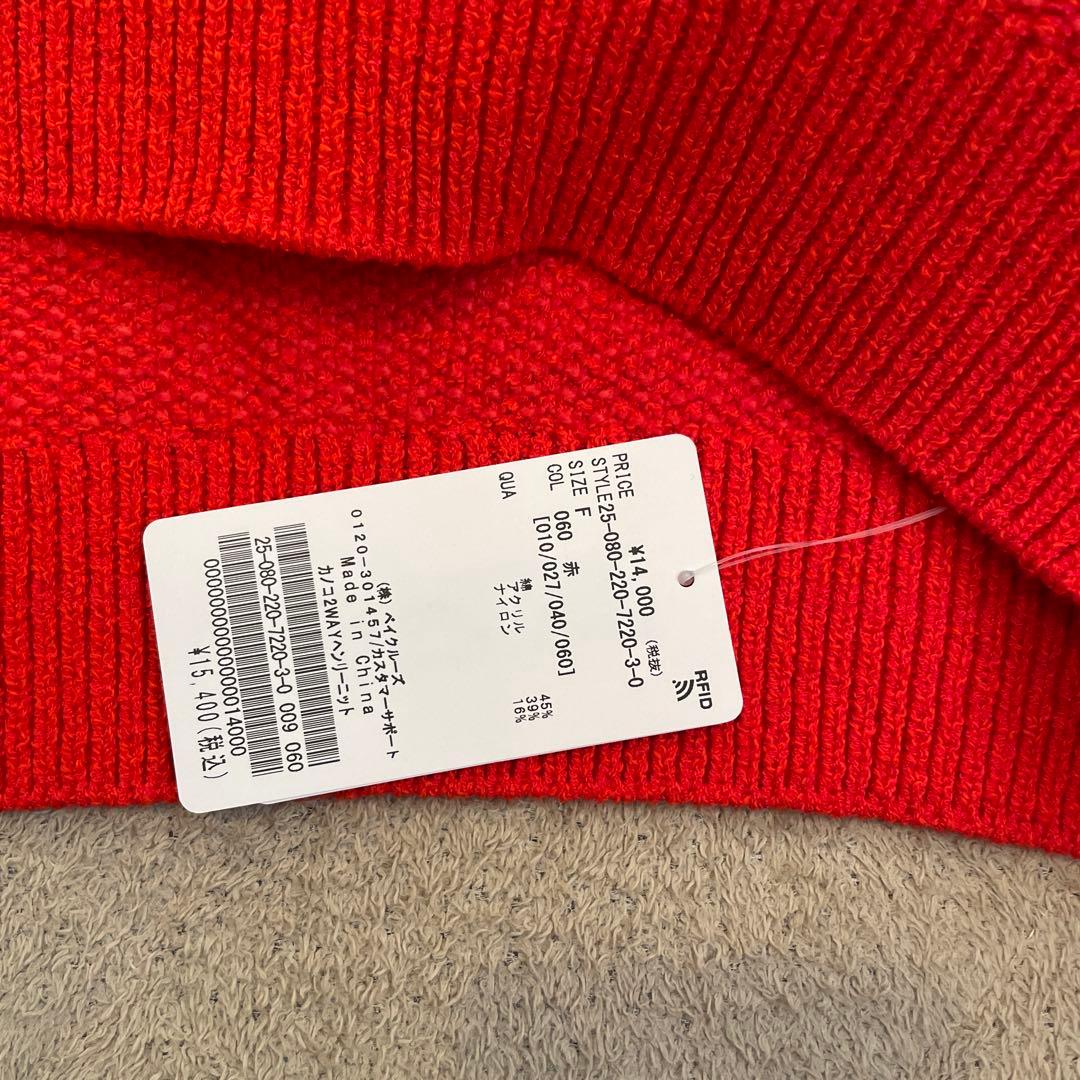 RFID
PRICE ¥14,000 (税抜)
STYLE25-080-220-7220-3-0
SIZE F
COL 060 赤
[010/027/040/060]
QUA 綿 45%
アクリル 39%
ナイロン 16%
(株)ベイクルーズ
0120-301457/カスタマーサポート
Made in China
カノコ2WAYヘンリーニット
25-080-220-7220-3-0 009 060
0000000000000000014000
¥15,400(税込)